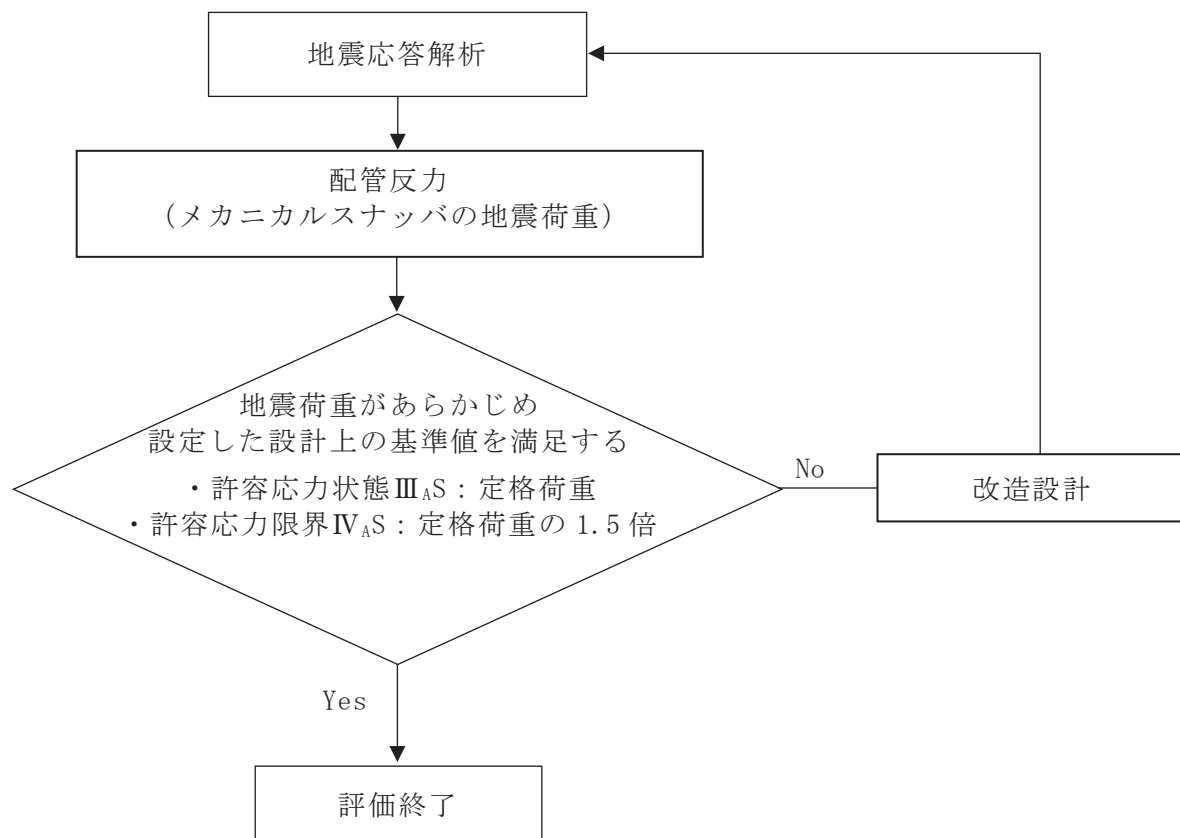 地震応答解析
配管反力
（メカニカルスナッバの地震荷重）
地震荷重があらかじめ
設定した設計上の基準値を満足する
・許容応力状態ⅢAS：定格荷重
・許容応力限界ⅣAS：定格荷重の 1.5 倍
No
改造設計
Yes
評価終了